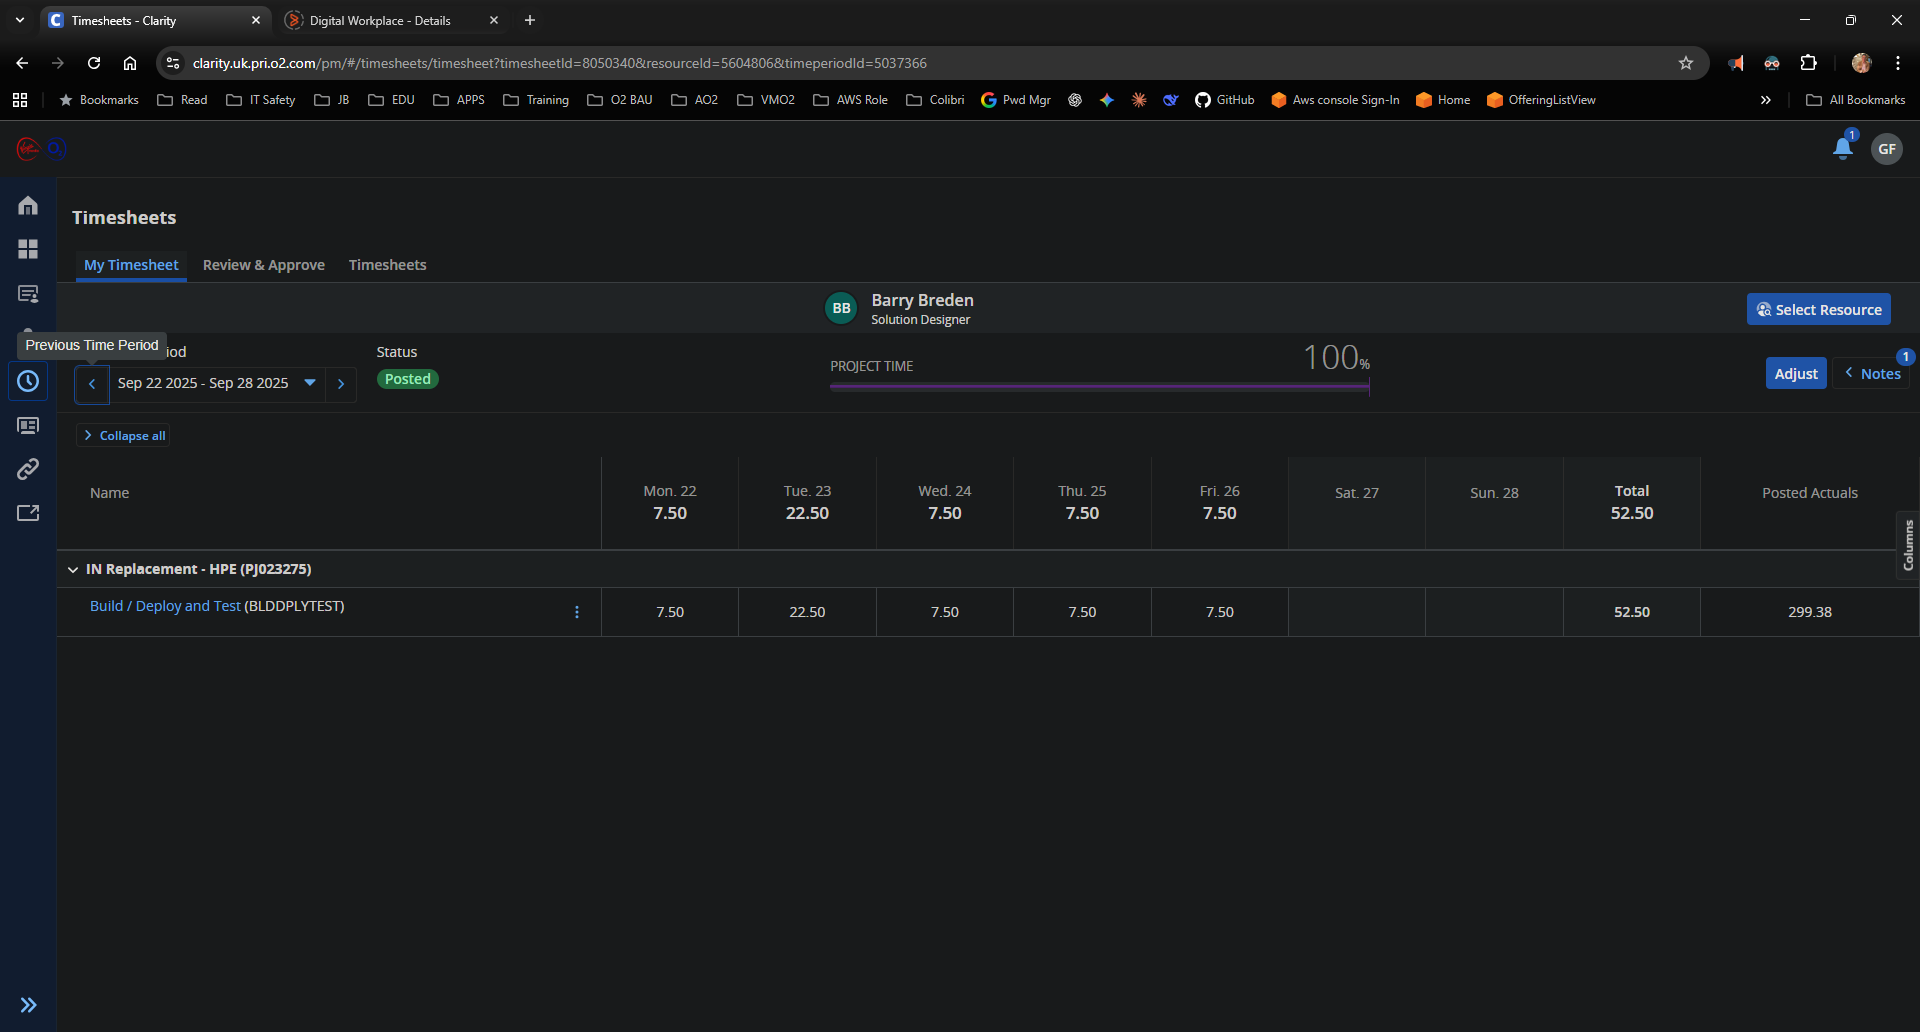 Timesheets - Clarity
Digital Workplace - Details
clarity.uk.pri.o2.com/pm/#/timesheets/timesheet?timesheetId=8050340&resourceId=5604806&timeperiodId=5037366
Bookmarks Read IT Safety JB EDU APPS Training O2 BAU AO2 VMO2 AWS Role Colibri Pwd Mgr GitHub Aws console Sign-In Home OfferingListView All Bookmarks
1
GF
Timesheets
My Timesheet Review & Approve Timesheets
BB
Barry Breden
Solution Designer
Select Resource
Previous Time Period
iod
Status
Sep 22 2025 - Sep 28 2025
Posted
PROJECT TIME
100%
Adjust
Notes
1
Collapse all
Name
Mon. 22 Tue. 23 Wed. 24 Thu. 25 Fri. 26 Sat. 27 Sun. 28 Total Posted Actuals
7.50 22.50 7.50 7.50 7.50 52.50
Columns
IN Replacement - HPE (PJ023275)
Build / Deploy and Test (BLDDPLYTEST) 7.50 22.50 7.50 7.50 7.50 52.50 299.38